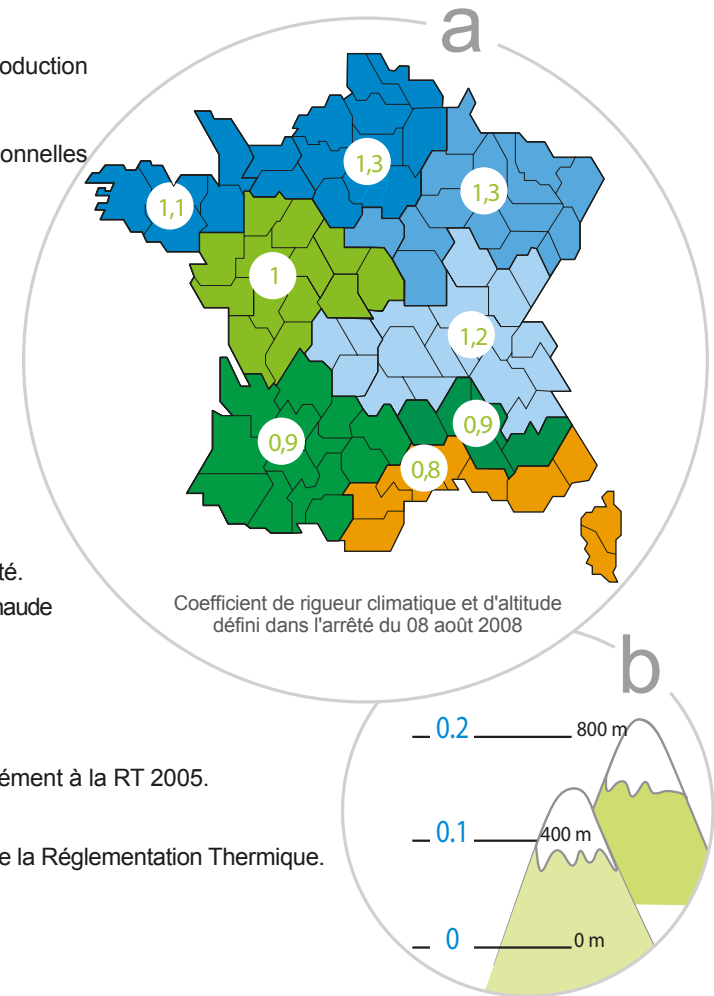 a
oduction
onnelles
1,3
1,3
1,1
1
1,2
0,9
0,9
0,8
té.
haude
Coefficient de rigueur climatique et d'altitude
défini dans l'arrêté du 08 août 2008
b
0.2 800 m
ément à la RT 2005.
0.1 400 m
e la Réglementation Thermique.
0 0 m